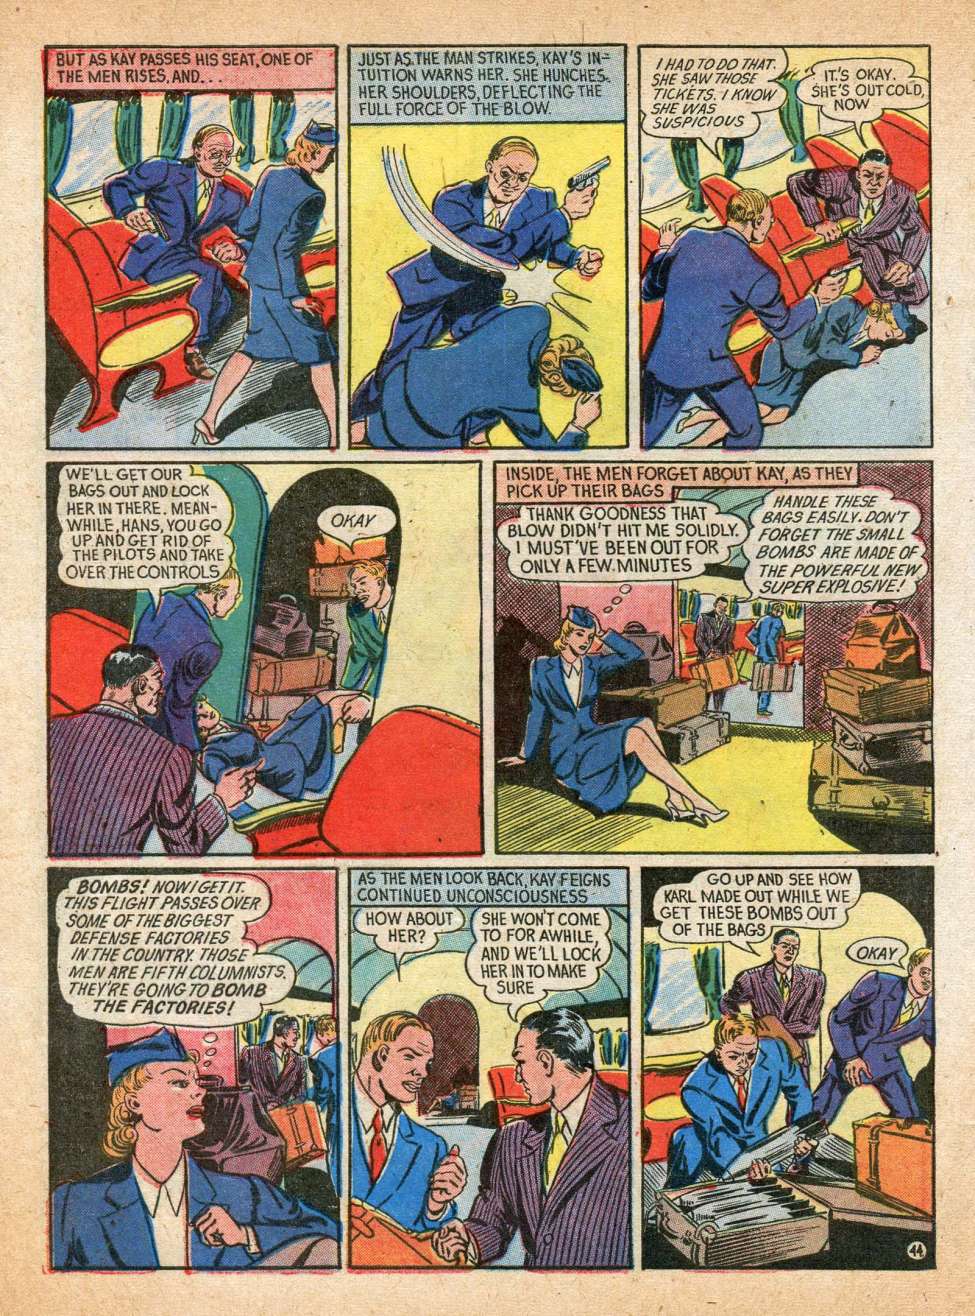 BUT AS KAY PASSES HIS SEAT, ONE OF
THE MEN RISES, AND...
JUST AS THE MAN STRIKES, KAY'S IN-
TUITION WARNS HER. SHE HUNCHES
HER SHOULDERS, DEFLECTING THE
FULL FORCE OF THE BLOW.
I HAD TO DO THAT.
SHE SAW THOSE
TICKETS. I KNOW
SHE WAS
SUSPICIOUS
IT'S OKAY.
SHE'S OUT COLD,
NOW
WE'LL GET OUR
BAGS OUT AND LOCK
HER IN THERE. MEAN-
WHILE, HANS, YOU GO
UP AND GET RID OF
THE PILOTS AND TAKE
OVER THE CONTROLS
OKAY
INSIDE, THE MEN FORGET ABOUT KAY, AS THEY
PICK UP THEIR BAGS
THANK GOODNESS THAT
BLOW DIDN'T HIT ME SOLIDLY.
I MUST'VE BEEN OUT FOR
ONLY A FEW MINUTES
HANDLE THESE
BAGS EASILY. DON'T
FORGET THE SMALL
BOMBS ARE MADE OF
THE POWERFUL NEW
SUPER EXPLOSIVE!
BOMBS! NOW I GET IT.
THIS FLIGHT PASSES OVER
SOME OF THE BIGGEST
DEFENSE FACTORIES
IN THE COUNTRY. THOSE
MEN ARE FIFTH COLUMNISTS.
THEY'RE GOING TO BOMB
THE FACTORIES!
AS THE MEN LOOK BACK, KAY FEIGNS
CONTINUED UNCONSCIOUSNESS
HOW ABOUT
HER?
SHE WON'T COME
TO FOR AWHILE,
AND WE'LL LOCK
HER IN TO MAKE
SURE
GO UP AND SEE HOW
KARL MADE OUT WHILE WE
GET THESE BOMBS OUT
OF THE BAGS
OKAY
44